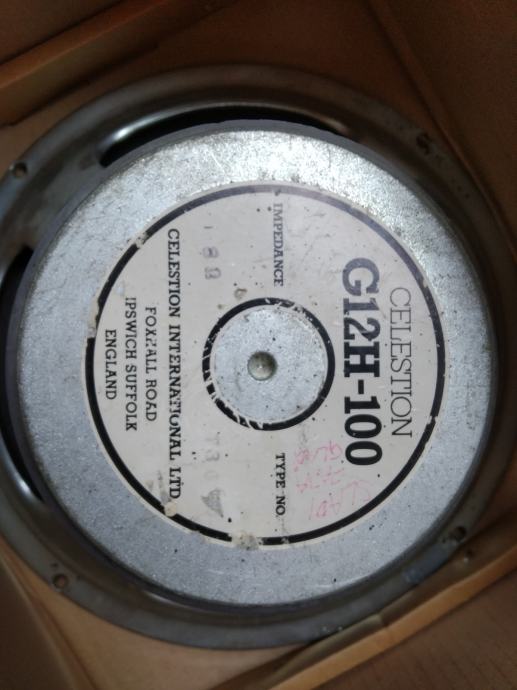 CELESTION
G12H-100
IMPEDANCE
TYPE NO.
CELESTION INTERNATIONAL LTD
FOXHALL ROAD
IPSWICH SUFFOLK
ENGLAND